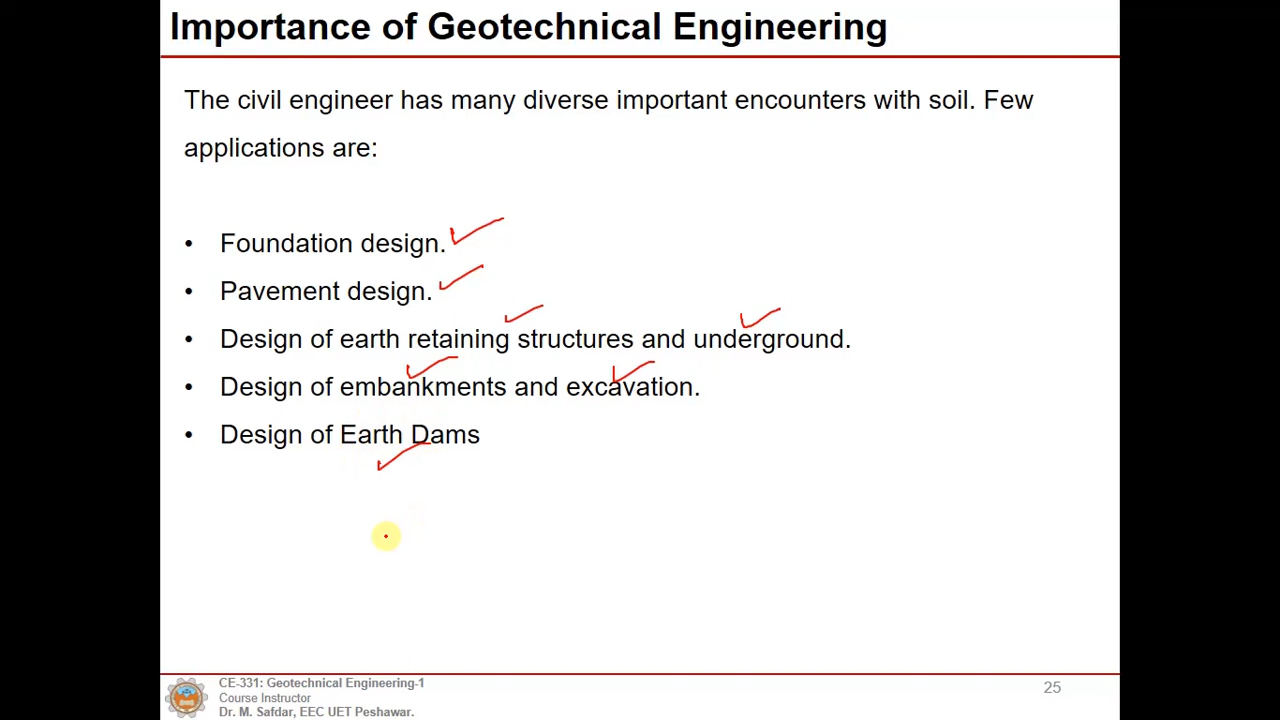 Importance of Geotechnical Engineering
The civil engineer has many diverse important encounters with soil. Few
applications are:
• Foundation design.
• Pavement design.
• Design of earth retaining structures and underground.
• Design of embankments and excavation.
• Design of Earth Dams
CE-331: Geotechnical Engineering-1
Course Instructor
Dr. M. Safdar, EEC UET Peshawar.
25